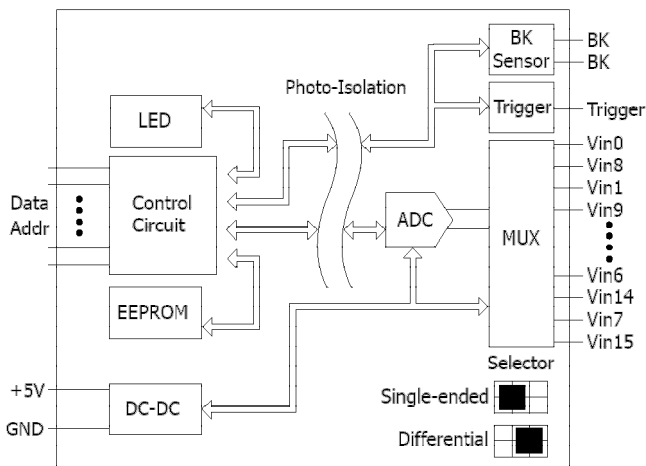 BK
Sensor
BK
BK
Photo-Isolation
LED
Trigger
Trigger
Vin0
Vin8
Vin1
Vin9
Data
Addr
Control
Circuit
ADC
MUX
EEPROM
Vin6
Vin14
Vin7
Vin15
Selector
+5V
GND
DC-DC
Single-ended
Differential